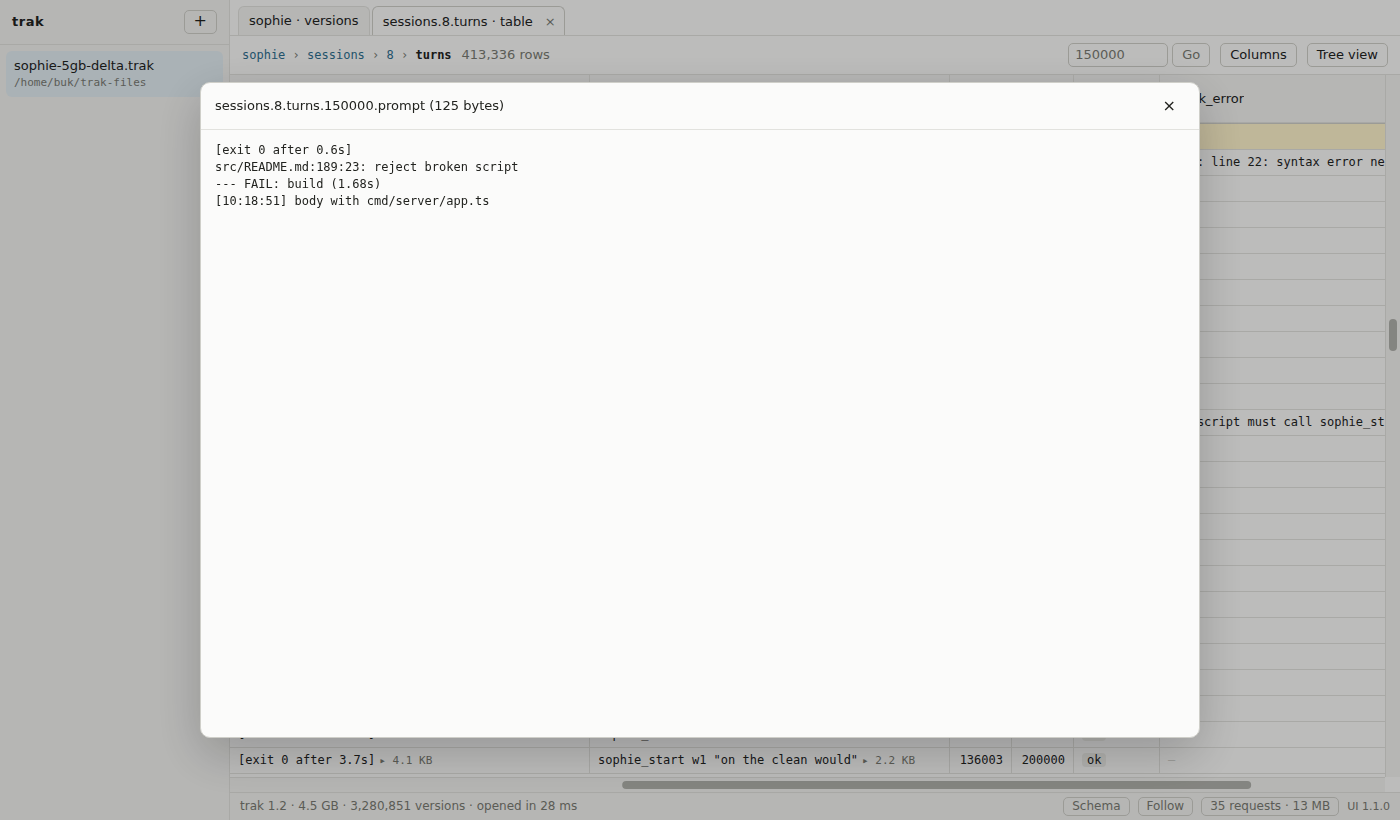 trak
+
sophie-5gb-delta.trak
/home/buk/trak-files
sophie · versions
sessions.8.turns · table ×
sophie › sessions › 8 › turns 413,336 rows
150000 Go Columns Tree view
k_error
: line 22: syntax error ne
script must call sophie_st
sessions.8.turns.150000.prompt (125 bytes) ×
[exit 0 after 0.6s]
src/README.md:189:23: reject broken script
--- FAIL: build (1.68s)
[10:18:51] body with cmd/server/app.ts
[exit 0 after 3.7s] ▸ 4.1 KB sophie_start w1 "on the clean would" ▸ 2.2 KB 136003 200000 ok —
trak 1.2 · 4.5 GB · 3,280,851 versions · opened in 28 ms
Schema Follow 35 requests · 13 MB UI 1.1.0